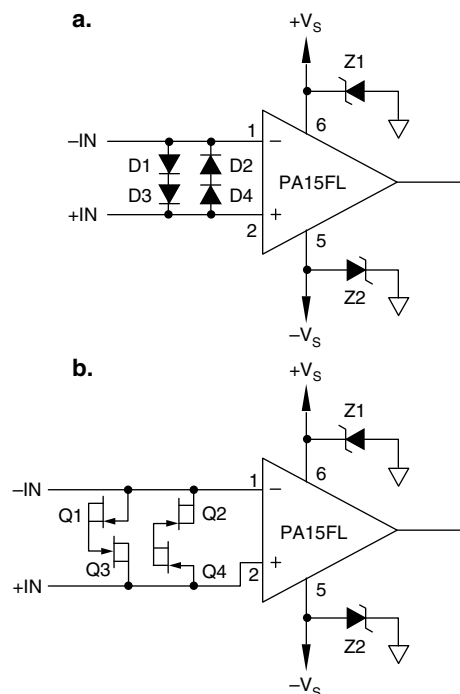 a.
+VS
Z1
6
–IN
1
–
D1
D2
PA15FL
D3
D4
+IN
+
2
5
Z2
–VS
b.
+VS
Z1
6
–IN
1
–
Q1
Q2
PA15FL
Q3
Q4
+
+IN
2
5
Z2
–VS